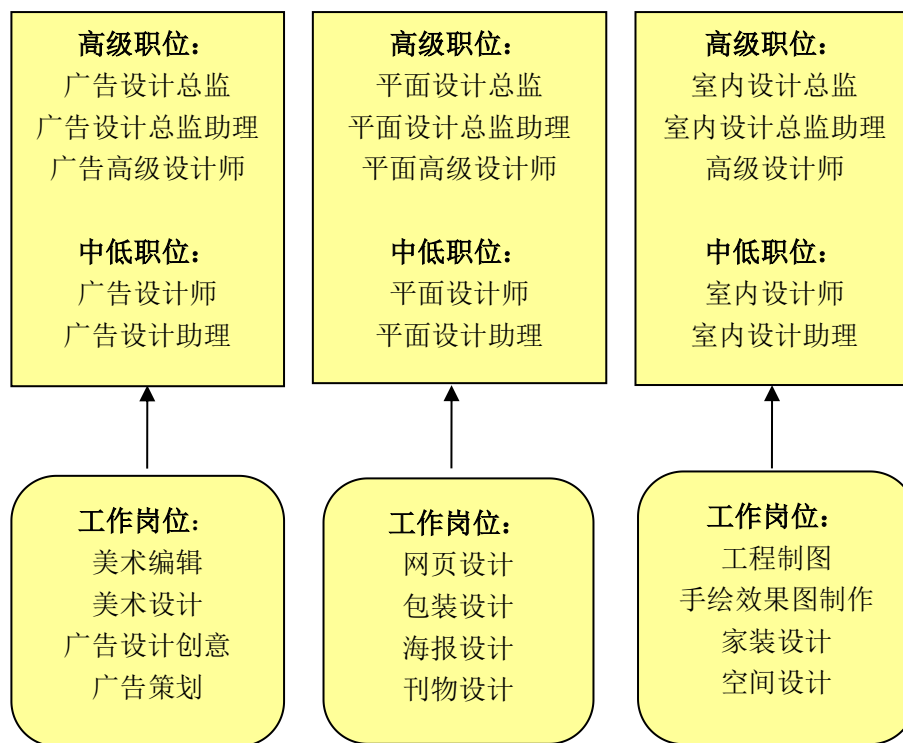 高级职位：
广告设计总监
广告设计总监助理
广告高级设计师
中低职位：
广告设计师
广告设计助理
高级职位：
平面设计总监
平面设计总监助理
平面高级设计师
中低职位：
平面设计师
平面设计助理
高级职位：
室内设计总监
室内设计总监助理
高级设计师
中低职位：
室内设计师
室内设计助理
工作岗位：
美术编辑
美术设计
广告设计创意
广告策划
工作岗位：
网页设计
包装设计
海报设计
刊物设计
工作岗位：
工程制图
手绘效果图制作
家装设计
空间设计